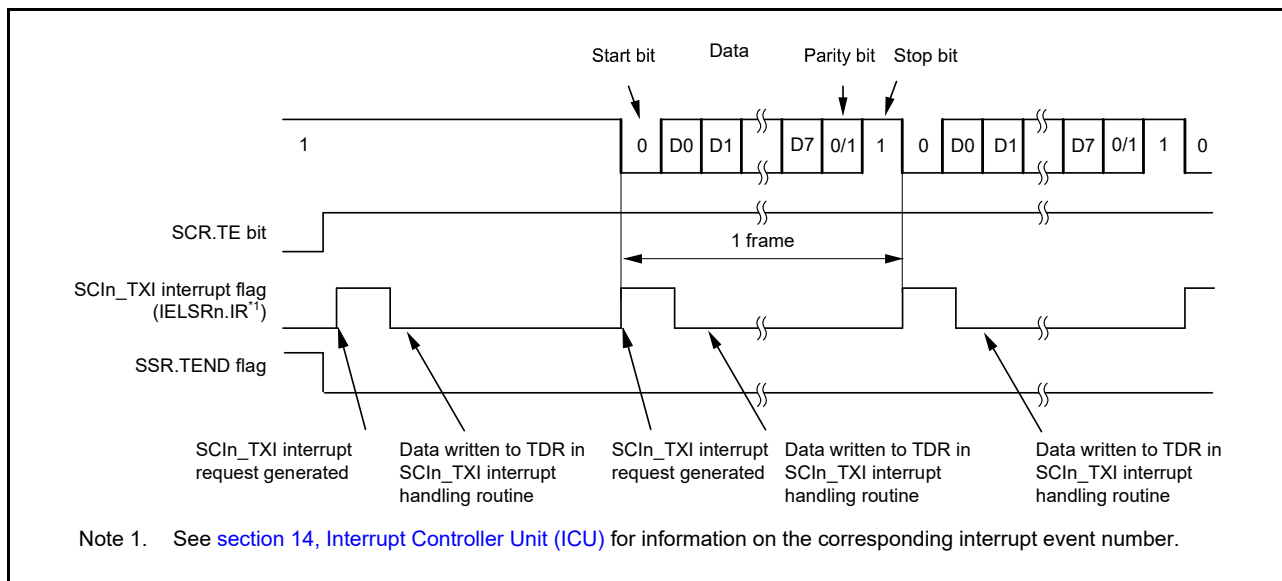 Start bit Data Parity bit Stop bit
1 0 D0 D1 D7 0/1 1 0 D0 D1 D7 0/1 1 0
SCR.TE bit
1 frame
SCIn_TXI interrupt flag
(IELSRn.IR*1)
SSR.TEND flag
SCIn_TXI interrupt
request generated
Data written to TDR in
SCIn_TXI interrupt
handling routine
SCIn_TXI interrupt
request generated
Data written to TDR in
SCIn_TXI interrupt
handling routine
Data written to TDR in
SCIn_TXI interrupt
handling routine
Note 1. See section 14, Interrupt Controller Unit (ICU) for information on the corresponding interrupt event number.